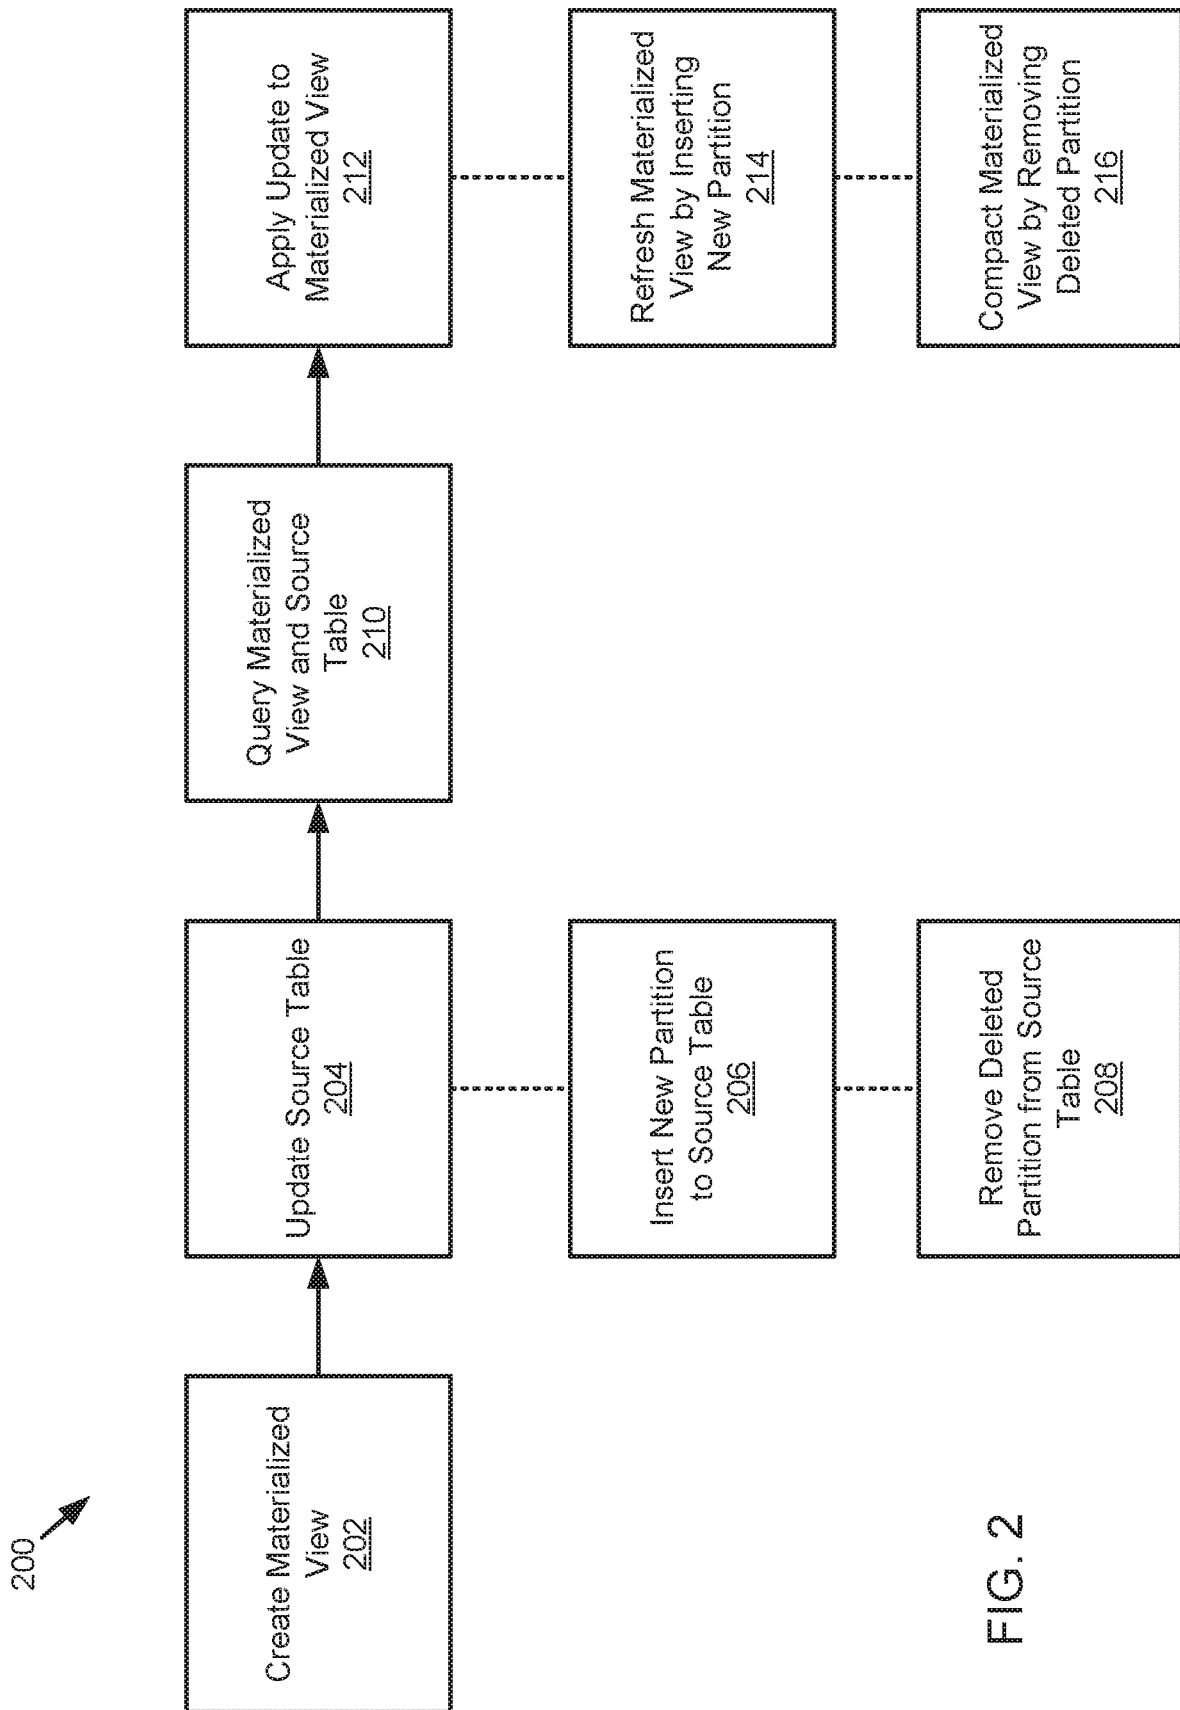 200
Create Materialized
View
202
Update Source Table
204
Insert New Partition
to Source Table
206
Remove Deleted
Partition from Source
Table
208
Query Materialized
View and Source
Table
210
Apply Update to
Materialized View
212
Refresh Materialized
View by Inserting
New Partition
214
Compact Materialized
View by Removing
Deleted Partition
216
FIG. 2